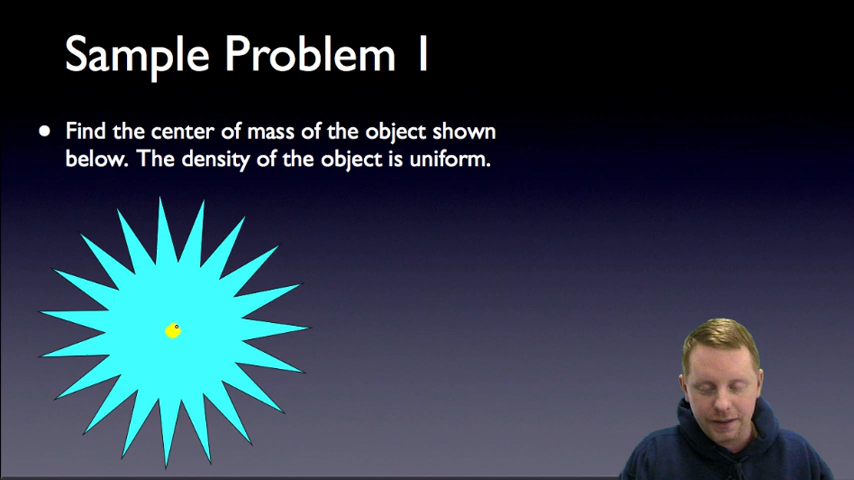 Sample Problem 1
• Find the center of mass of the object shown
below. The density of the object is uniform.